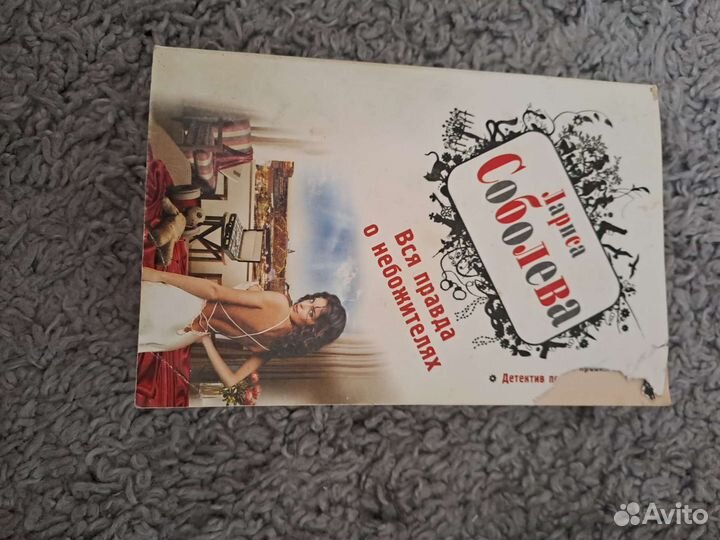 Детектив
Лариса
Соболева
Вся правда
о небожителях
Avito